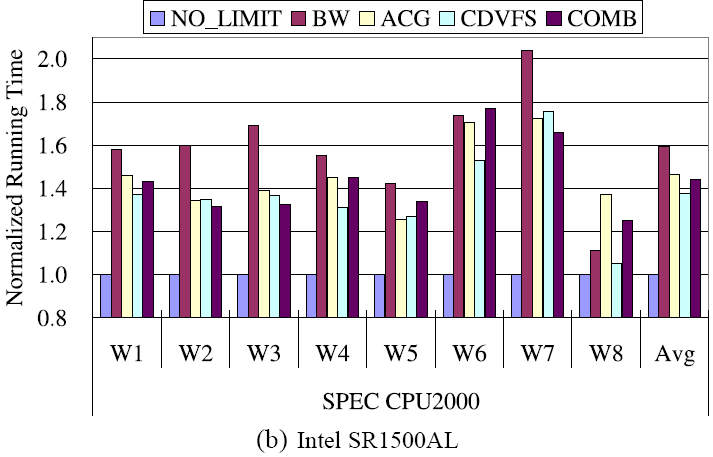 NO_LIMIT BW ACG CDVFS COMB
Normalized Running Time
2.0
1.8
1.6
1.4
1.2
1.0
0.8
W1 W2 W3 W4 W5 W6 W7 W8 Avg
SPEC CPU2000
(b) Intel SR1500AL